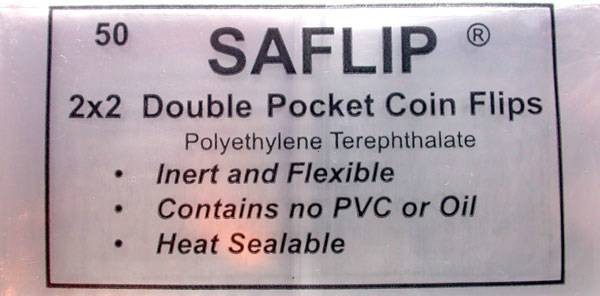 50 SAFLIP ®
2x2 Double Pocket Coin Flips
Polyethylene Terephthalate
• Inert and Flexible
• Contains no PVC or Oil
• Heat Sealable